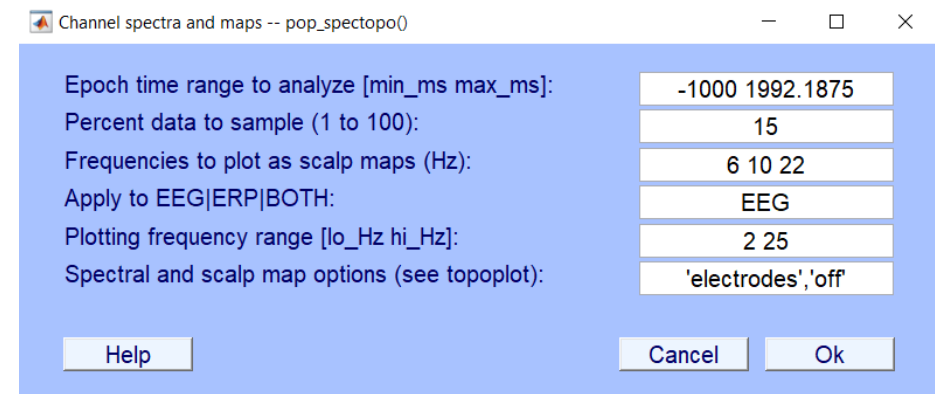 Channel spectra and maps -- pop_spectopo()
Epoch time range to analyze [min_ms max_ms]: -1000 1992.1875
Percent data to sample (1 to 100): 15
Frequencies to plot as scalp maps (Hz): 6 10 22
Apply to EEG|ERP|BOTH: EEG
Plotting frequency range [lo_Hz hi_Hz]: 2 25
Spectral and scalp map options (see topoplot): 'electrodes','off'
Help Cancel Ok